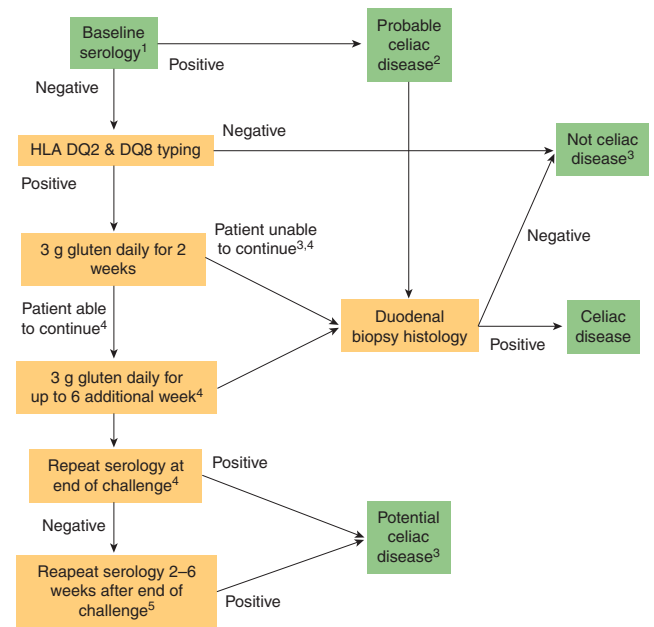 Baseline
serology¹
Positive
Probable
celiac
disease²
Negative
HLA DQ2 & DQ8 typing
Negative
Not celiac
disease³
Positive
3 g gluten daily for 2
weeks
Patient unable
to continue³,⁴
Negative
Patient able
to continue⁴
Duodenal
biopsy histology
Positive
Celiac
disease
3 g gluten daily for
up to 6 additional week⁴
Repeat serology at
end of challenge⁴
Positive
Potential
celiac
disease³
Negative
Reapeat serology 2–6
weeks after end of
challenge⁵
Positive